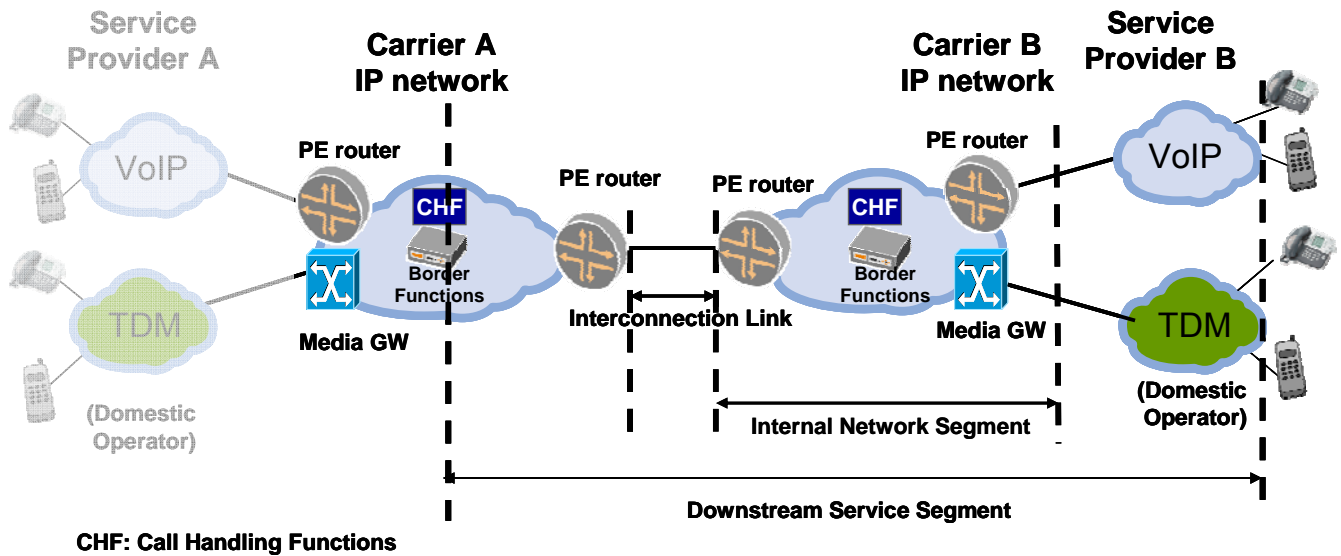 Service
Provider A
Carrier A
IP network
Carrier B
IP network
Service
Provider B
VoIP
PE router
CHF
Border
Functions
PE router
PE router
CHF
Border
Functions
PE router
VoIP
TDM
Media GW
Interconnection Link
Media GW
TDM
(Domestic
Operator)
(Domestic
Operator)
Internal Network Segment
Downstream Service Segment
CHF: Call Handling Functions